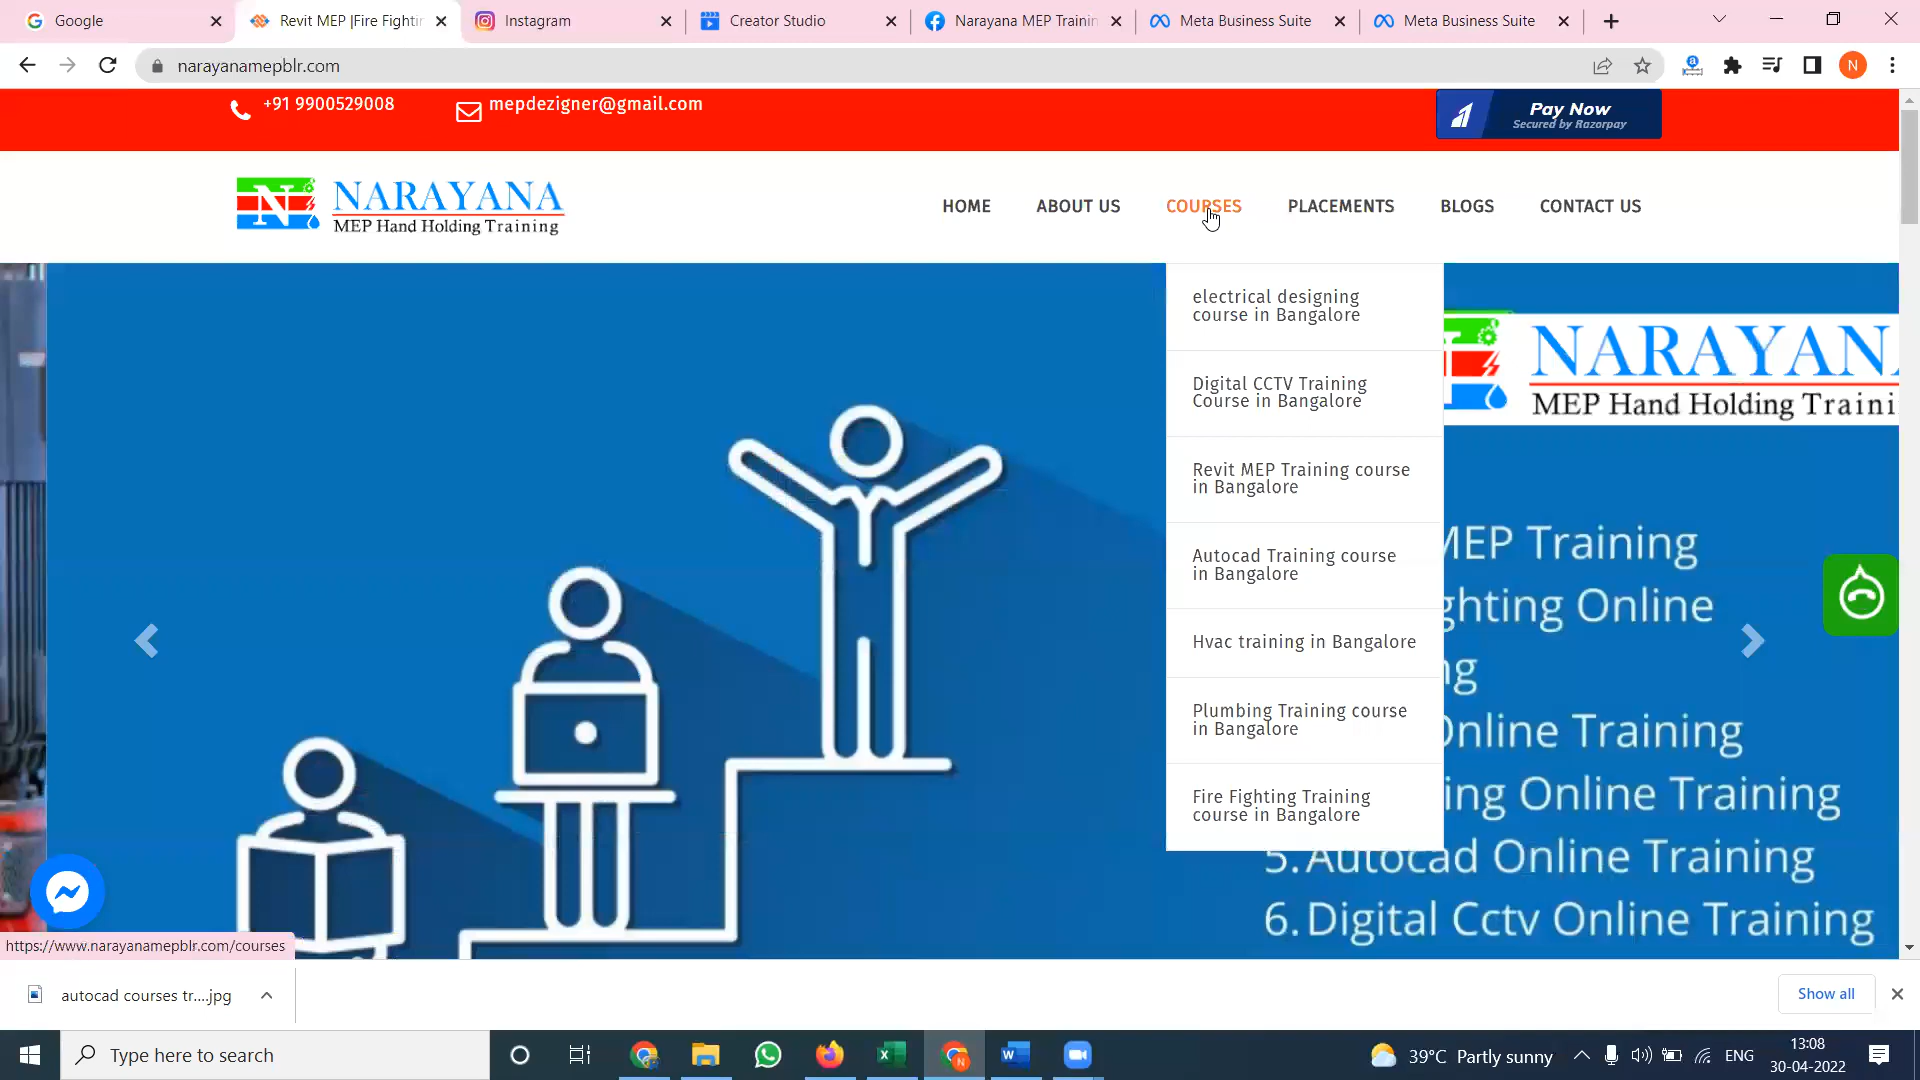 Google
Revit MEP |Fire Fightin
Instagram
Creator Studio
Narayana MEP Trainin
Meta Business Suite
Meta Business Suite
narayanamepblr.com
N
+91 9900529008
mepdezigner@gmail.com
Pay Now
Secured by Razorpay
N
NARAYANA
MEP Hand Holding Training
HOME
ABOUT US
COURSES
PLACEMENTS
BLOGS
CONTACT US
electrical designing
course in Bangalore
Digital CCTV Training
Course in Bangalore
Revit MEP Training course
in Bangalore
Autocad Training course
in Bangalore
Hvac training in Bangalore
Plumbing Training course
in Bangalore
Fire Fighting Training
course in Bangalore
NARAYAN
MEP Hand Holding Traini
MEP Training
ghting Online
ng
Online Training
ing Online Training
5. Autocad Online Training
6. Digital Cctv Online Training
https://www.narayanamepblr.com/courses
autocad courses tr....jpg
Show all
Type here to search
39°C Partly sunny
ENG
13:08
30-04-2022